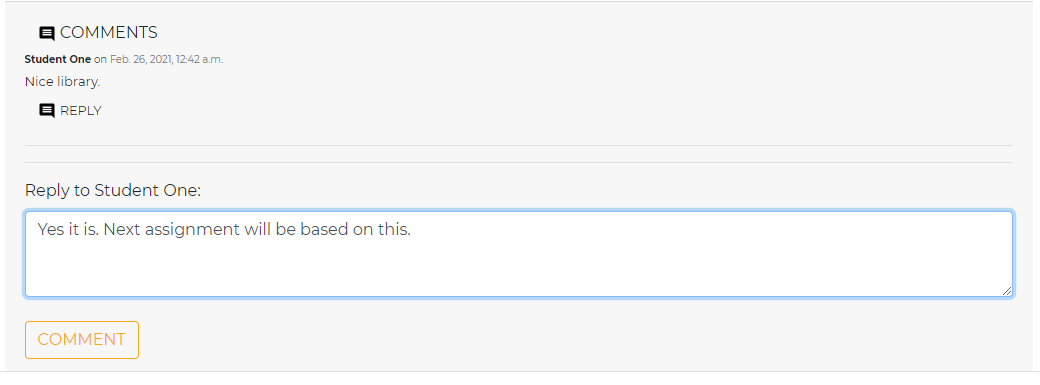 COMMENTS
Student One on Feb. 26, 2021, 12:42 a.m.
Nice library.
REPLY
Reply to Student One:
Yes it is. Next assignment will be based on this.
COMMENT